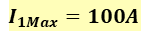 I₁Max = 100A